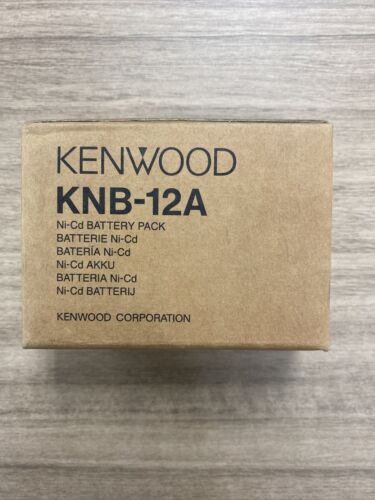 KENWOOD
KNB-12A
Ni-Cd BATTERY PACK
BATTERIE Ni-Cd
BATERÍA Ni-Cd
Ni-Cd AKKU
BATTERIA Ni-Cd
Ni-Cd BATTERIJ
KENWOOD CORPORATION